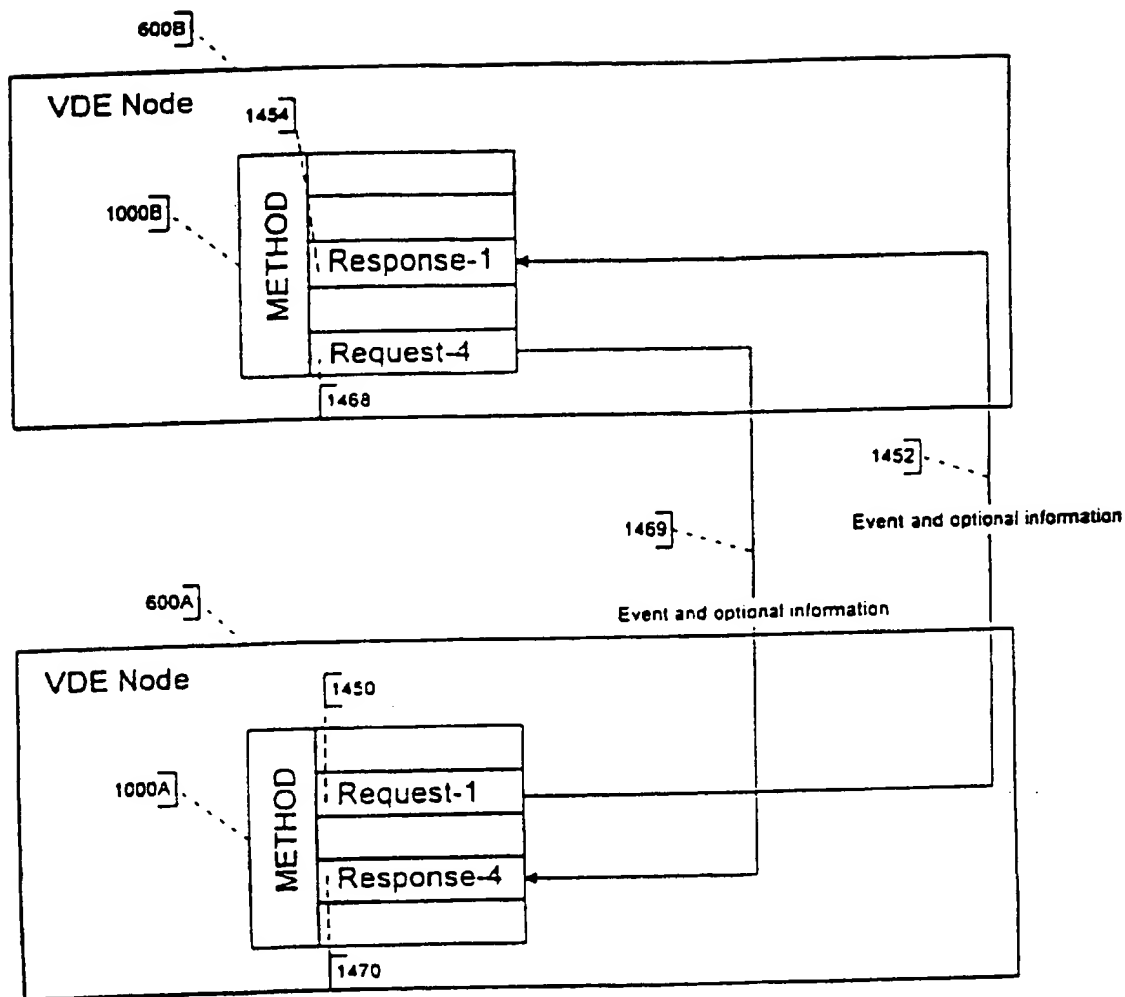 600B
VDE Node
1454
1000B
METHOD
Response-1
Request-4
1468
1452
Event and optional information
1469
600A
Event and optional information
VDE Node
1450
1000A
METHOD
Request-1
Response-4
1470